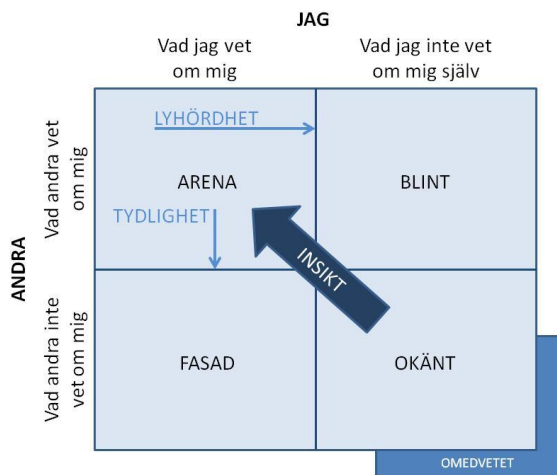 JAG
Vad jag vet
om mig
Vad jag inte vet
om mig själv
ANDRA
Vad andra vet
om mig
LYHÖRDHET
ARENA
BLINT
TYDLIGHET
INSIKT
Vad andra inte
vet om mig
FASAD
OKÄNT
OMEDVETET